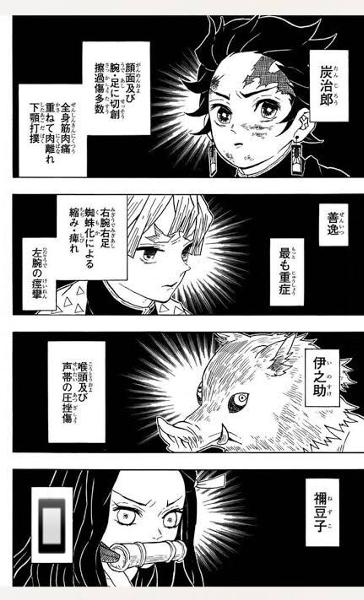 炭治郎
顔面及び
腕・足に切創
擦過傷多数
全身筋肉痛
重ねて肉離れ
下顎打撲
善逸
最も重症
右腕右足
蜘蛛化による
縮み・痺れ
左腕の痙攣
伊之助
喉頭及び
声帯の圧挫傷
禰豆子